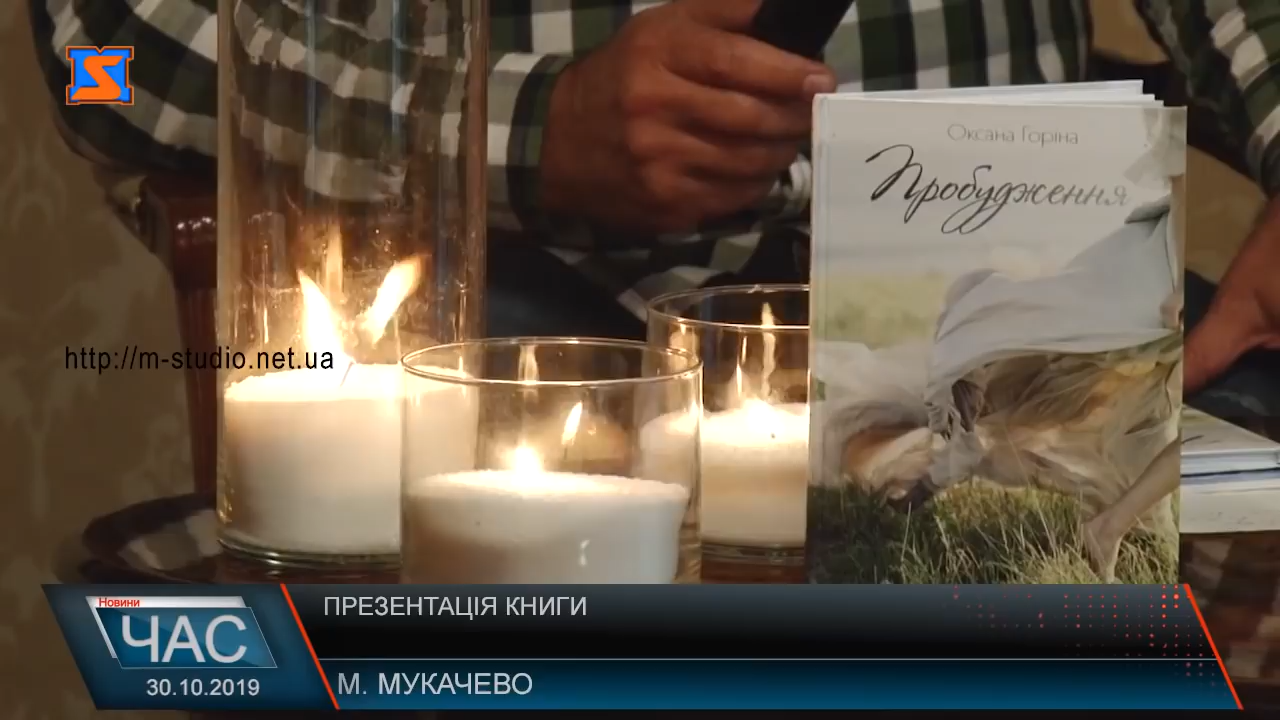 Оксана Горіна
Пробудження
http://m-studio.net.ua
Новини
ЧАС
30.10.2019
ПРЕЗЕНТАЦІЯ КНИГИ
М. МУКАЧЕВО